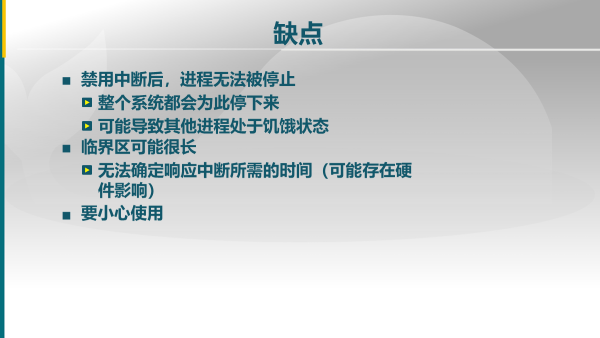 缺点
禁用中断后，进程无法被停止
整个系统都会为此停下来
可能导致其他进程处于饥饿状态
临界区可能很长
无法确定响应中断所需的时间（可能存在硬
件影响）
要小心使用